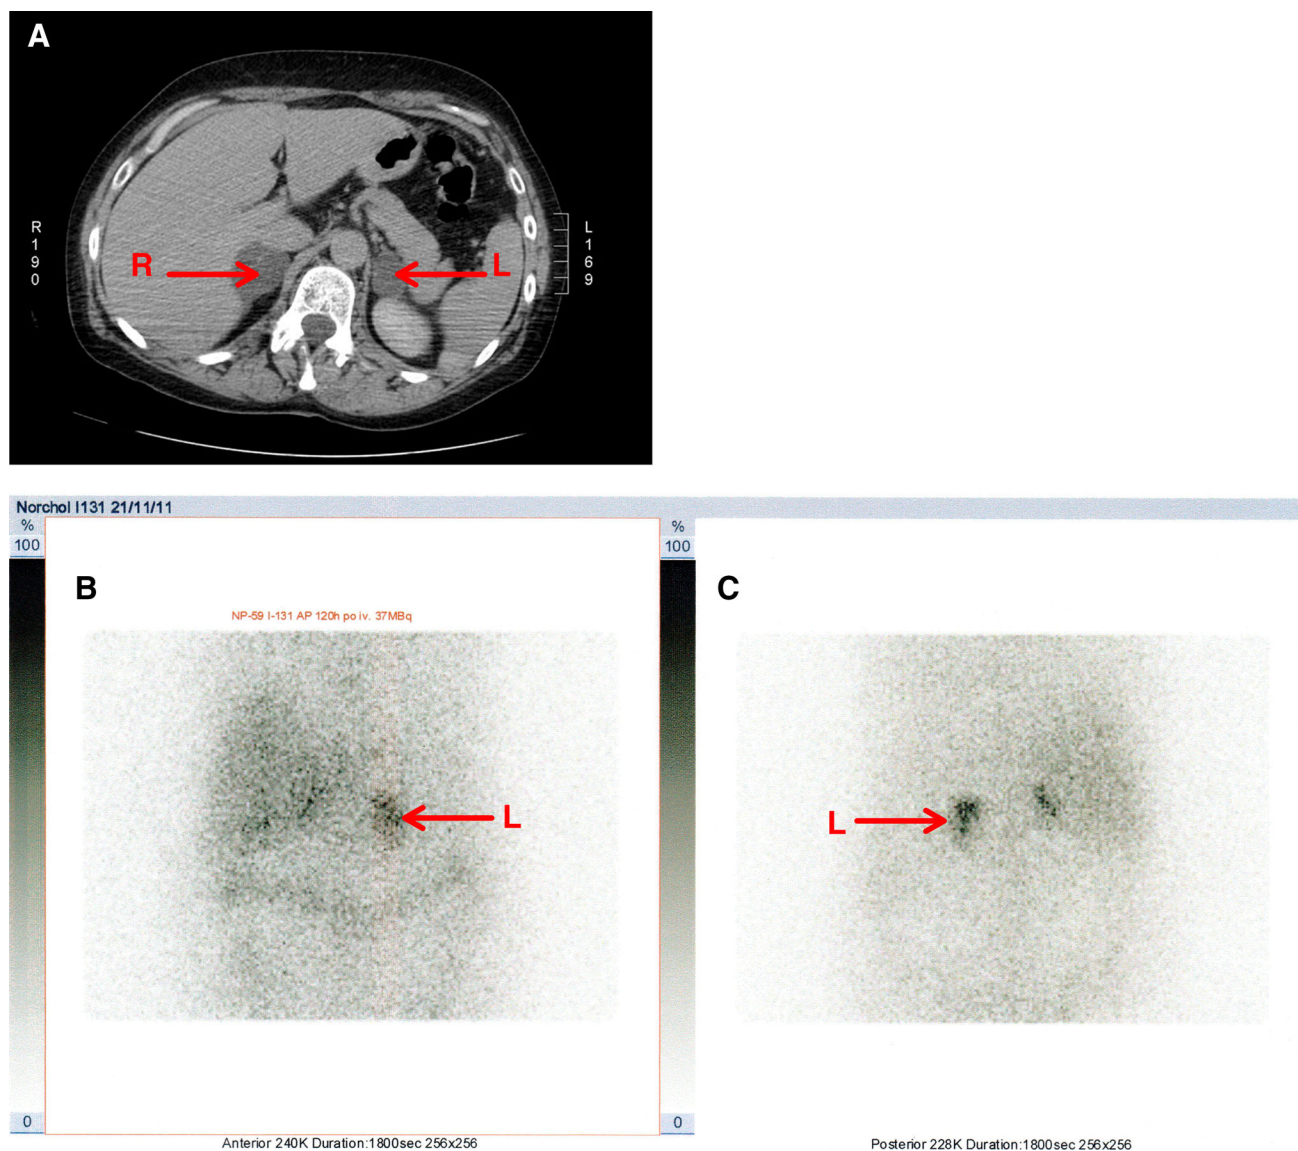 A
R
1
9
0
L
1
6
9
R
L
Norchol I131 21/11/11
%
100
%
100
B
C
NP-59 I-131 AP 120h po iv. 37MBq
L
L
0
0
Anterior 240K Duration:1800sec 256x256
Posterior 228K Duration:1800sec 256x256